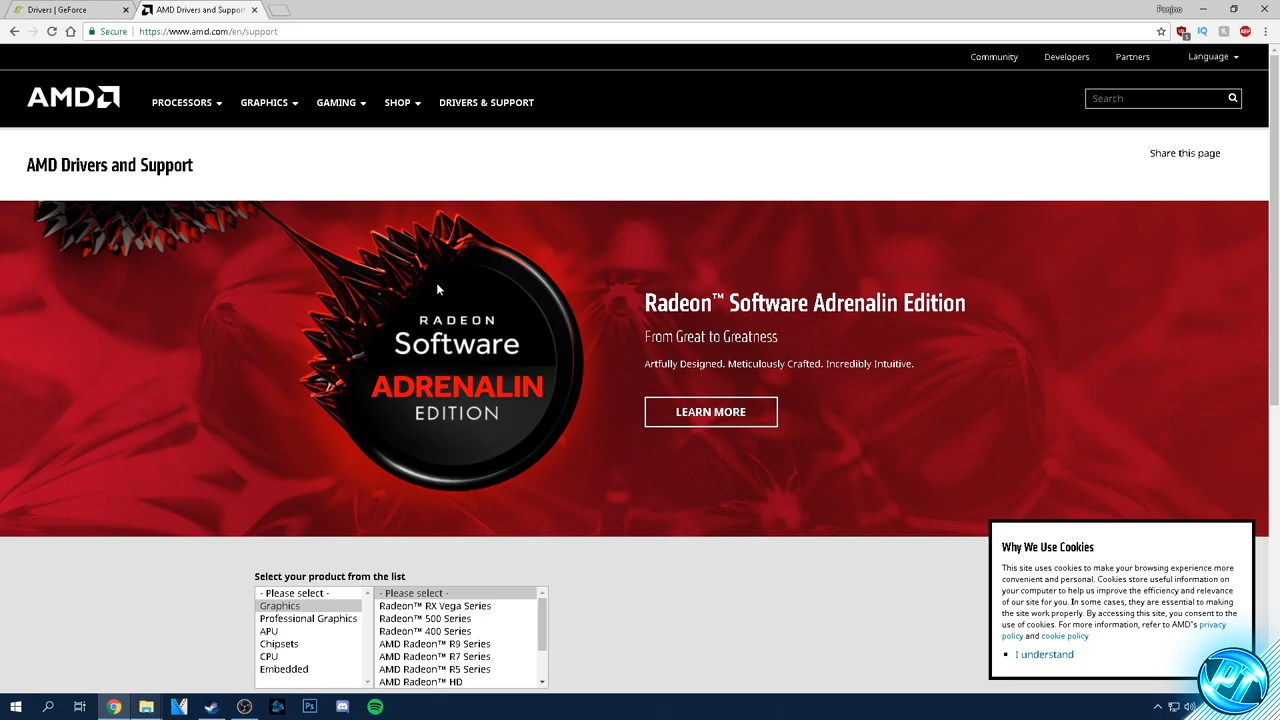 Drivers | GeForce
AMD Drivers and Support
Panjno
Secure
https://www.amd.com/en/support
Community
Developers
Partners
Language
AMD
PROCESSORS
GRAPHICS
GAMING
SHOP
DRIVERS & SUPPORT
Search
AMD Drivers and Support
Share this page
RADEON
Software
ADRENALIN
EDITION
Radeon™ Software Adrenalin Edition
From Great to Greatness
Artfully Designed. Meticulously Crafted. Incredibly Intuitive.
LEARN MORE
Select your product from the list
- Please select -
Graphics
Professional Graphics
APU
Chipsets
CPU
Embedded
- Please select -
Radeon™ RX Vega Series
Radeon™ 500 Series
Radeon™ 400 Series
AMD Radeon™ R9 Series
AMD Radeon™ R7 Series
AMD Radeon™ R5 Series
AMD Radeon™ HD
Why We Use Cookies
This site uses cookies to make your browsing experience more
convenient and personal. Cookies store useful information on
your computer to help us improve the efficiency and relevance
of our site for you. In some cases, they are essential to making
the site work properly. By accessing this site, you consent to the
use of cookies. For more information, refer to AMD's privacy
policy and cookie policy
I understand
PT